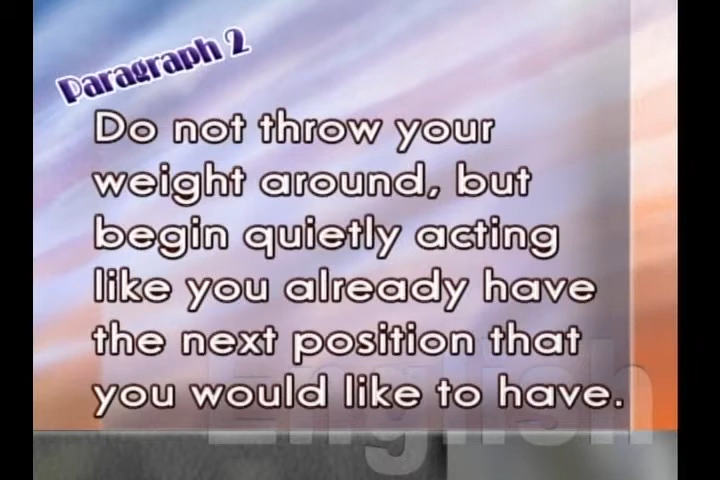 Paragraph 2
Do not throw your
weight around, but
begin quietly acting
like you already have
the next position that
you would like to have.
English